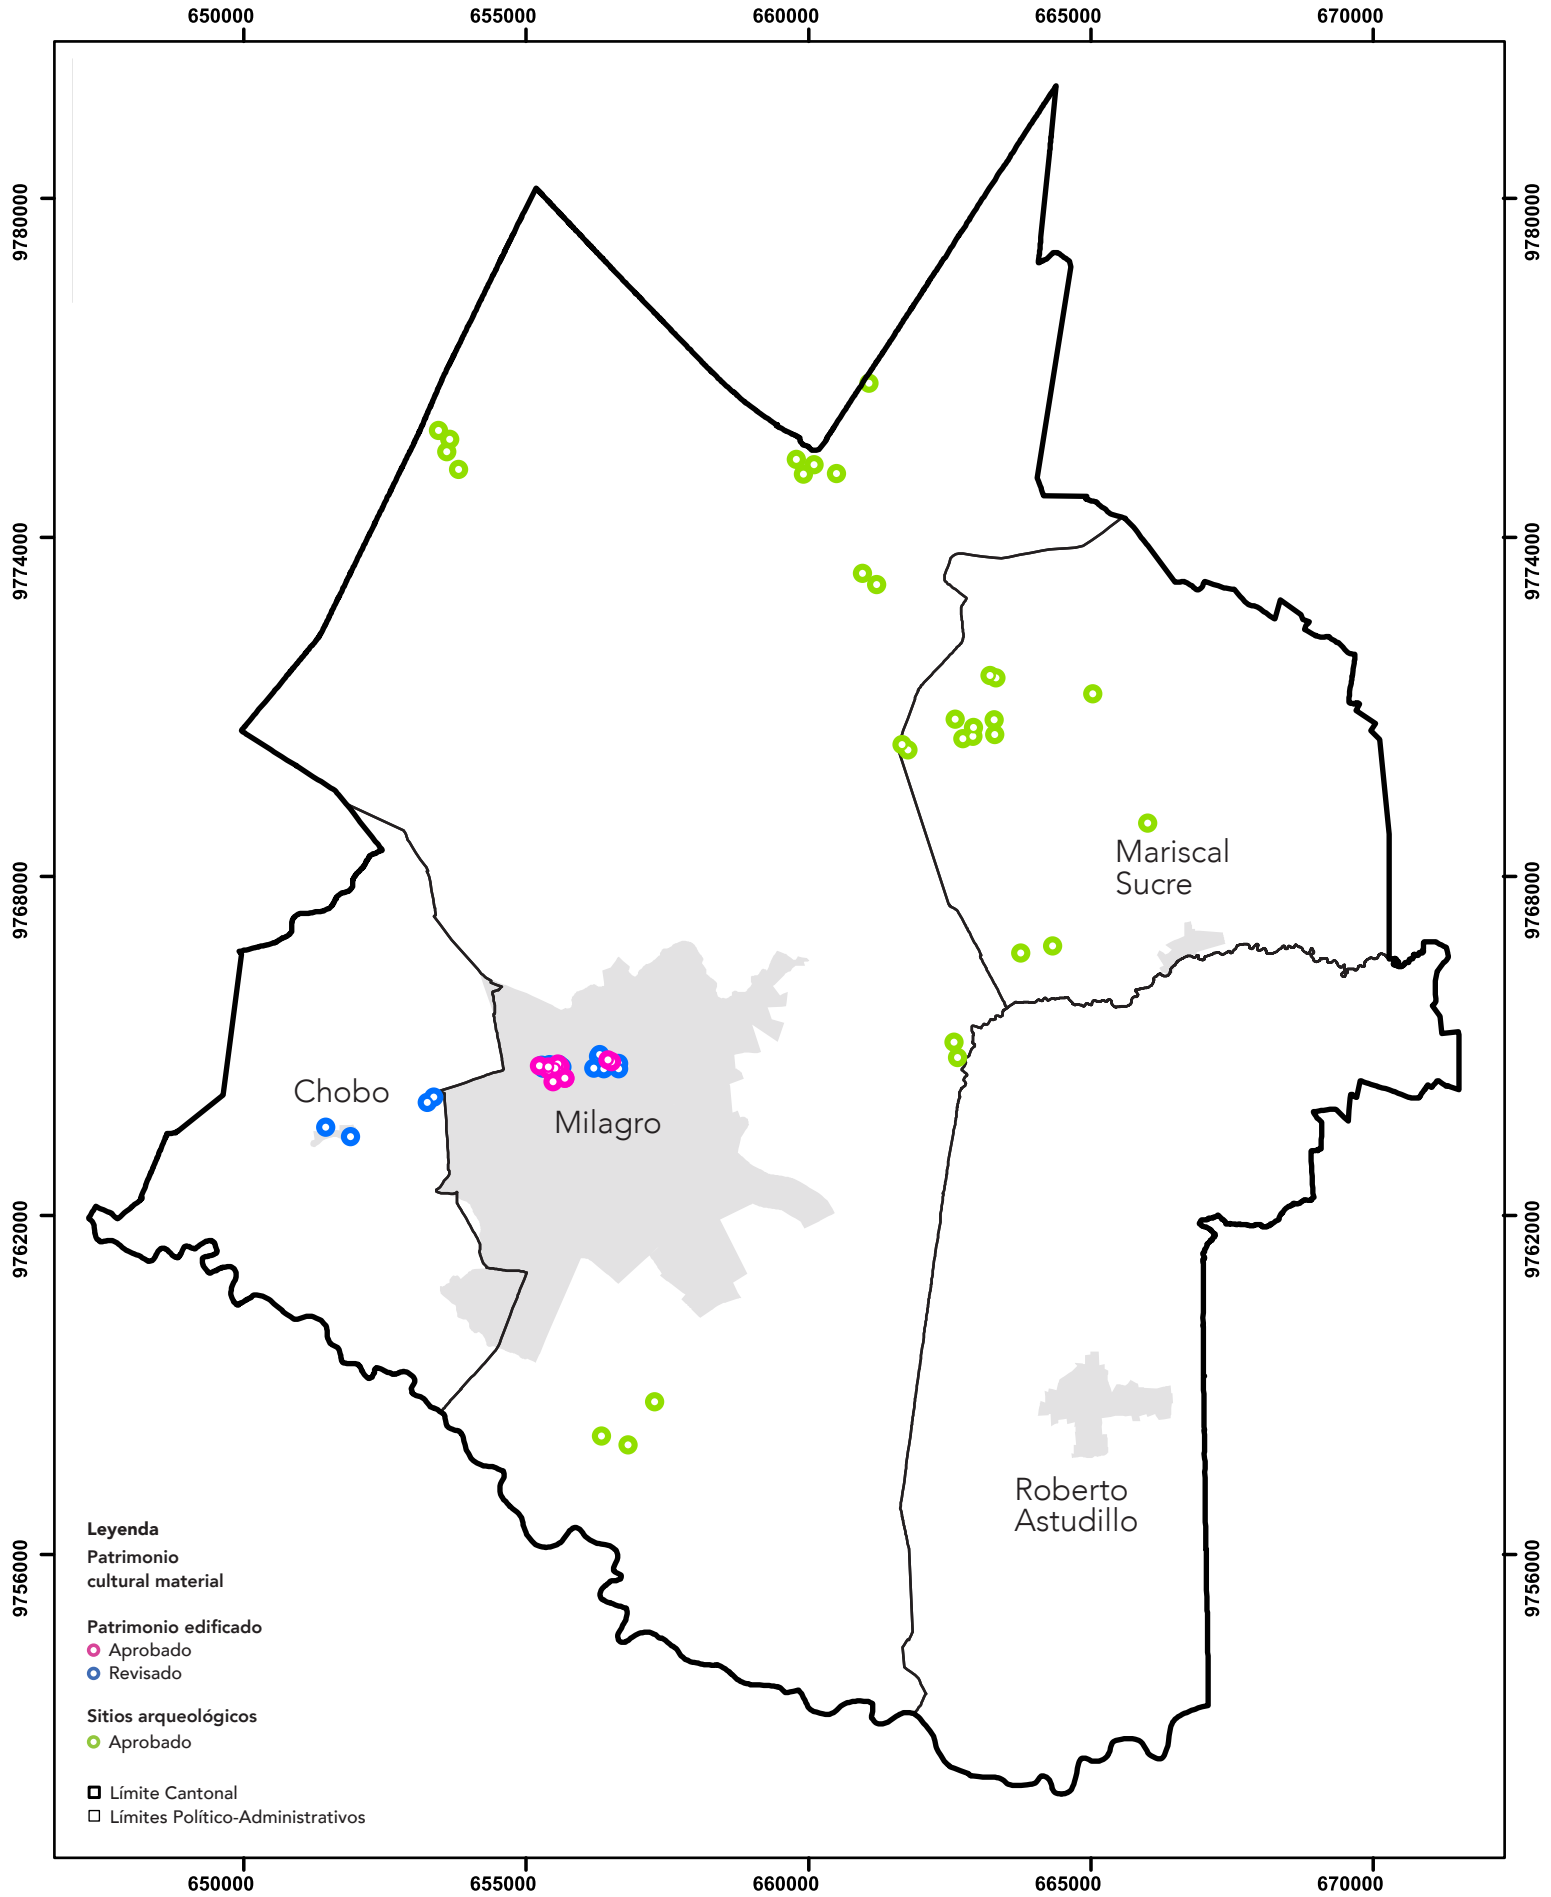 650000
655000
660000
665000
670000
9780000
9780000
9774000
9774000
Mariscal
Sucre
9768000
9768000
Chobo
Milagro
9762000
9762000
Roberto
Astudillo
9756000
9756000
Leyenda
Patrimonio
cultural material
Patrimonio edificado
Aprobado
Revisado
Sitios arqueológicos
Aprobado
Límite Cantonal
Límites Político-Administrativos
650000
655000
660000
665000
670000